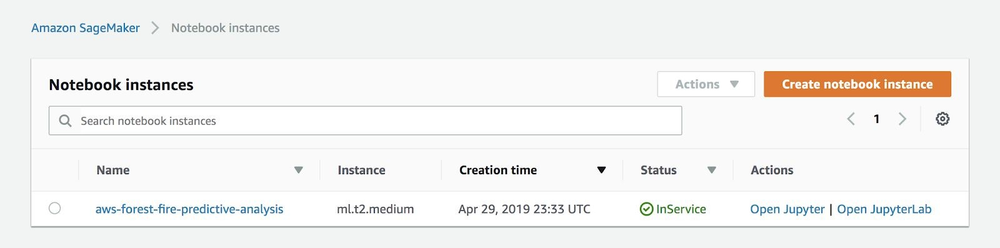 Amazon SageMaker > Notebook instances
Notebook instances
Actions
Create notebook instance
Search notebook instances
1
Name Instance Creation time Status Actions
aws-forest-fire-predictive-analysis ml.t2.medium Apr 29, 2019 23:33 UTC InService Open Jupyter | Open JupyterLab